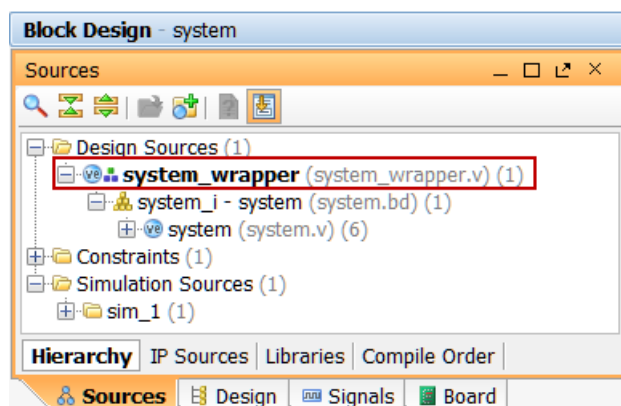 Block Design - system
Sources
Design Sources (1)
system_wrapper (system_wrapper.v) (1)
system_i - system (system.bd) (1)
system (system.v) (6)
Constraints (1)
Simulation Sources (1)
sim_1 (1)
Hierarchy IP Sources Libraries Compile Order
Sources Design Signals Board